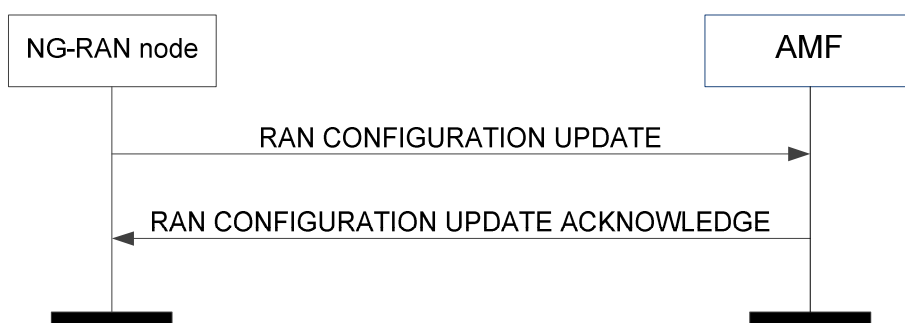 NG-RAN node
AMF
RAN CONFIGURATION UPDATE
RAN CONFIGURATION UPDATE ACKNOWLEDGE